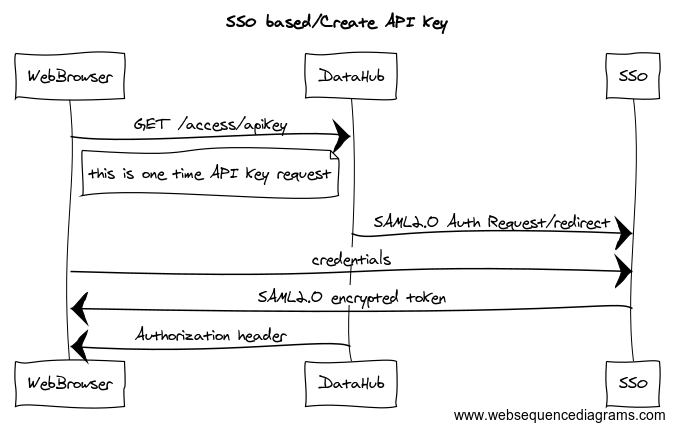 SSO based/Create API Key
WebBrowser
DataHub
SSO
GET /access/apikey
this is one time API Key request
SAML2.0 Auth Request/redirect
credentials
SAML2.0 encrypted token
Authorization header
WebBrowser
DataHub
SSO
www.websequencediagrams.com